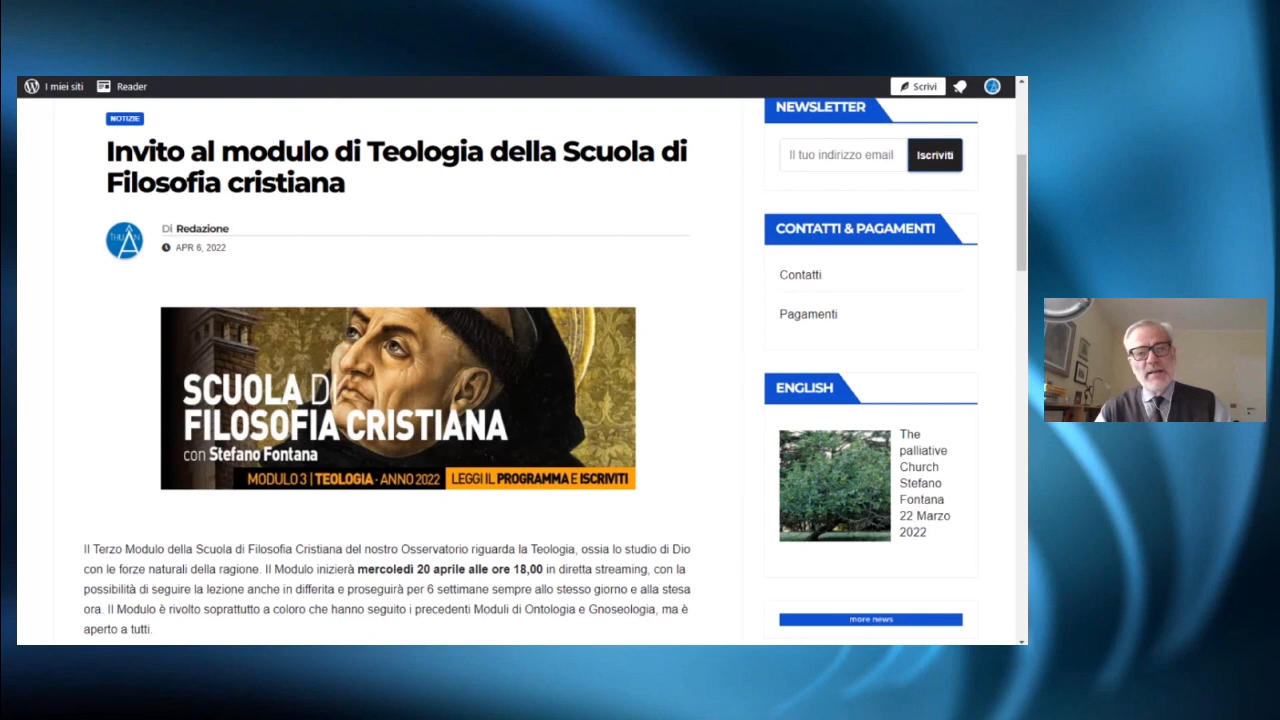 I miei siti
Reader
Scrivi
NOTIZIE
Invito al modulo di Teologia della Scuola di
Filosofia cristiana
Di Redazione
APR 6, 2022
SCUOLA DI
FILOSOFIA CRISTIANA
con Stefano Fontana
MODULO 3 | TEOLOGIA · ANNO 2022
LEGGI IL PROGRAMMA E ISCRIVITI
Il Terzo Modulo della Scuola di Filosofia Cristiana del nostro Osservatorio riguarda la Teologia, ossia lo studio di Dio
con le forze naturali della ragione. Il Modulo inizierà mercoledì 20 aprile alle ore 18,00 in diretta streaming, con la
possibilità di seguire la lezione anche in differita e proseguirà per 6 settimane sempre allo stesso giorno e alla stesa
ora. Il Modulo è rivolto soprattutto a coloro che hanno seguito i precedenti Moduli di Ontologia e Gnoseologia, ma è
aperto a tutti.
NEWSLETTER
Il tuo indirizzo email
Iscriviti
CONTATTI & PAGAMENTI
Contatti
Pagamenti
ENGLISH
The
palliative
Church
Stefano
Fontana
22 Marzo
2022
more news